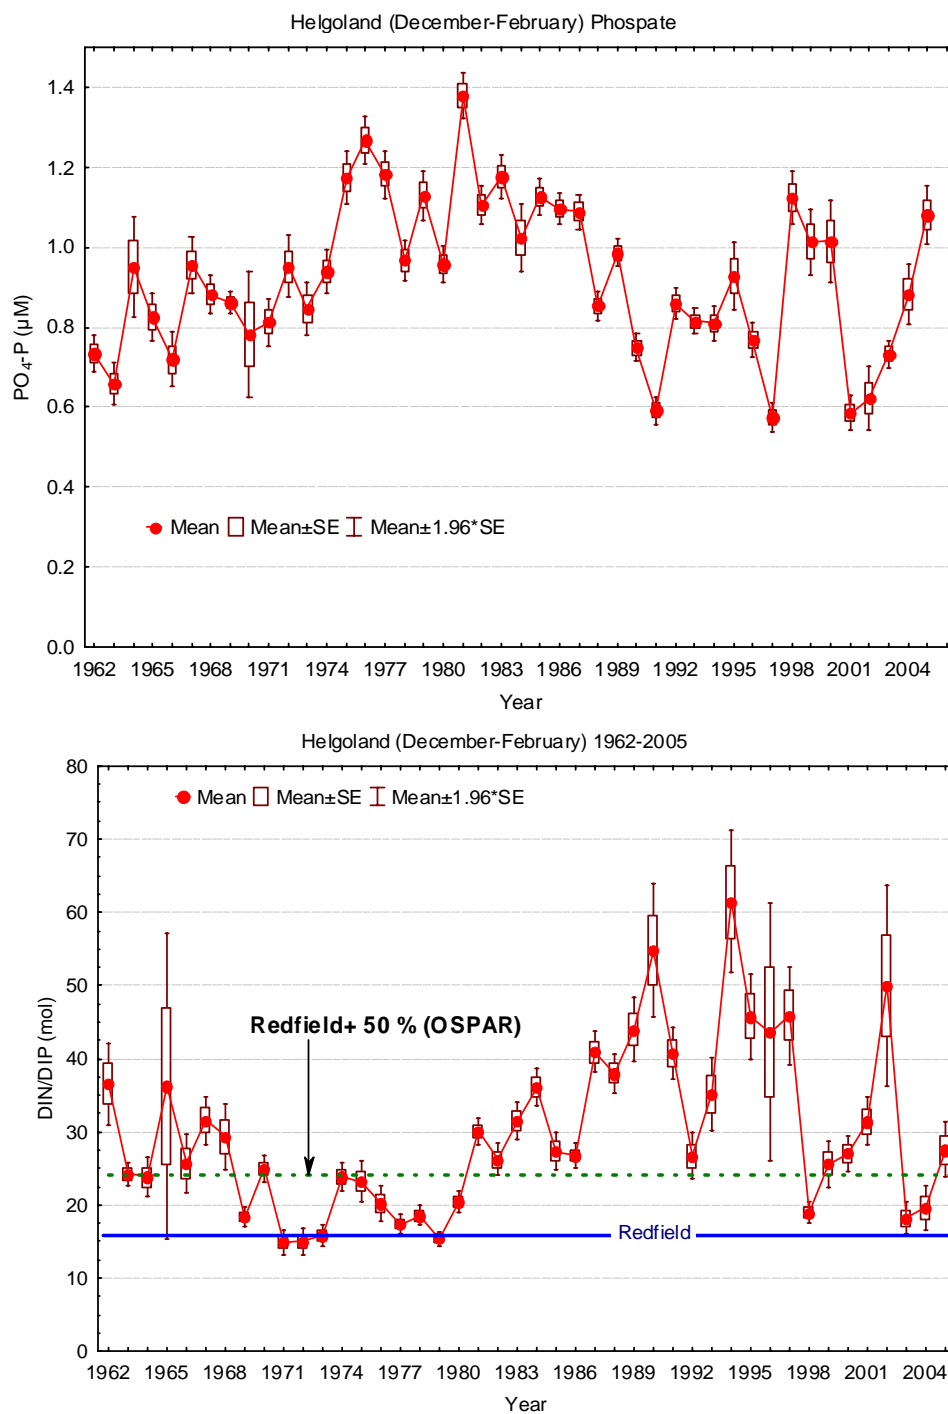 Helgoland (December-February) Phospate
1.4
1.2
1.0
0.8
0.6
0.4
0.2
0.0
PO4-P (µM)
Mean Mean±SE Mean±1.96*SE
1962 1965 1968 1971 1974 1977 1980 1983 1986 1989 1992 1995 1998 2001 2004
Year
Helgoland (December-February) 1962-2005
80
70
60
50
40
30
20
10
0
DIN/DIP (mol)
Mean Mean±SE Mean±1.96*SE
Redfield+ 50 % (OSPAR)
Redfield
1962 1965 1968 1971 1974 1977 1980 1983 1986 1989 1992 1995 1998 2001 2004
Year